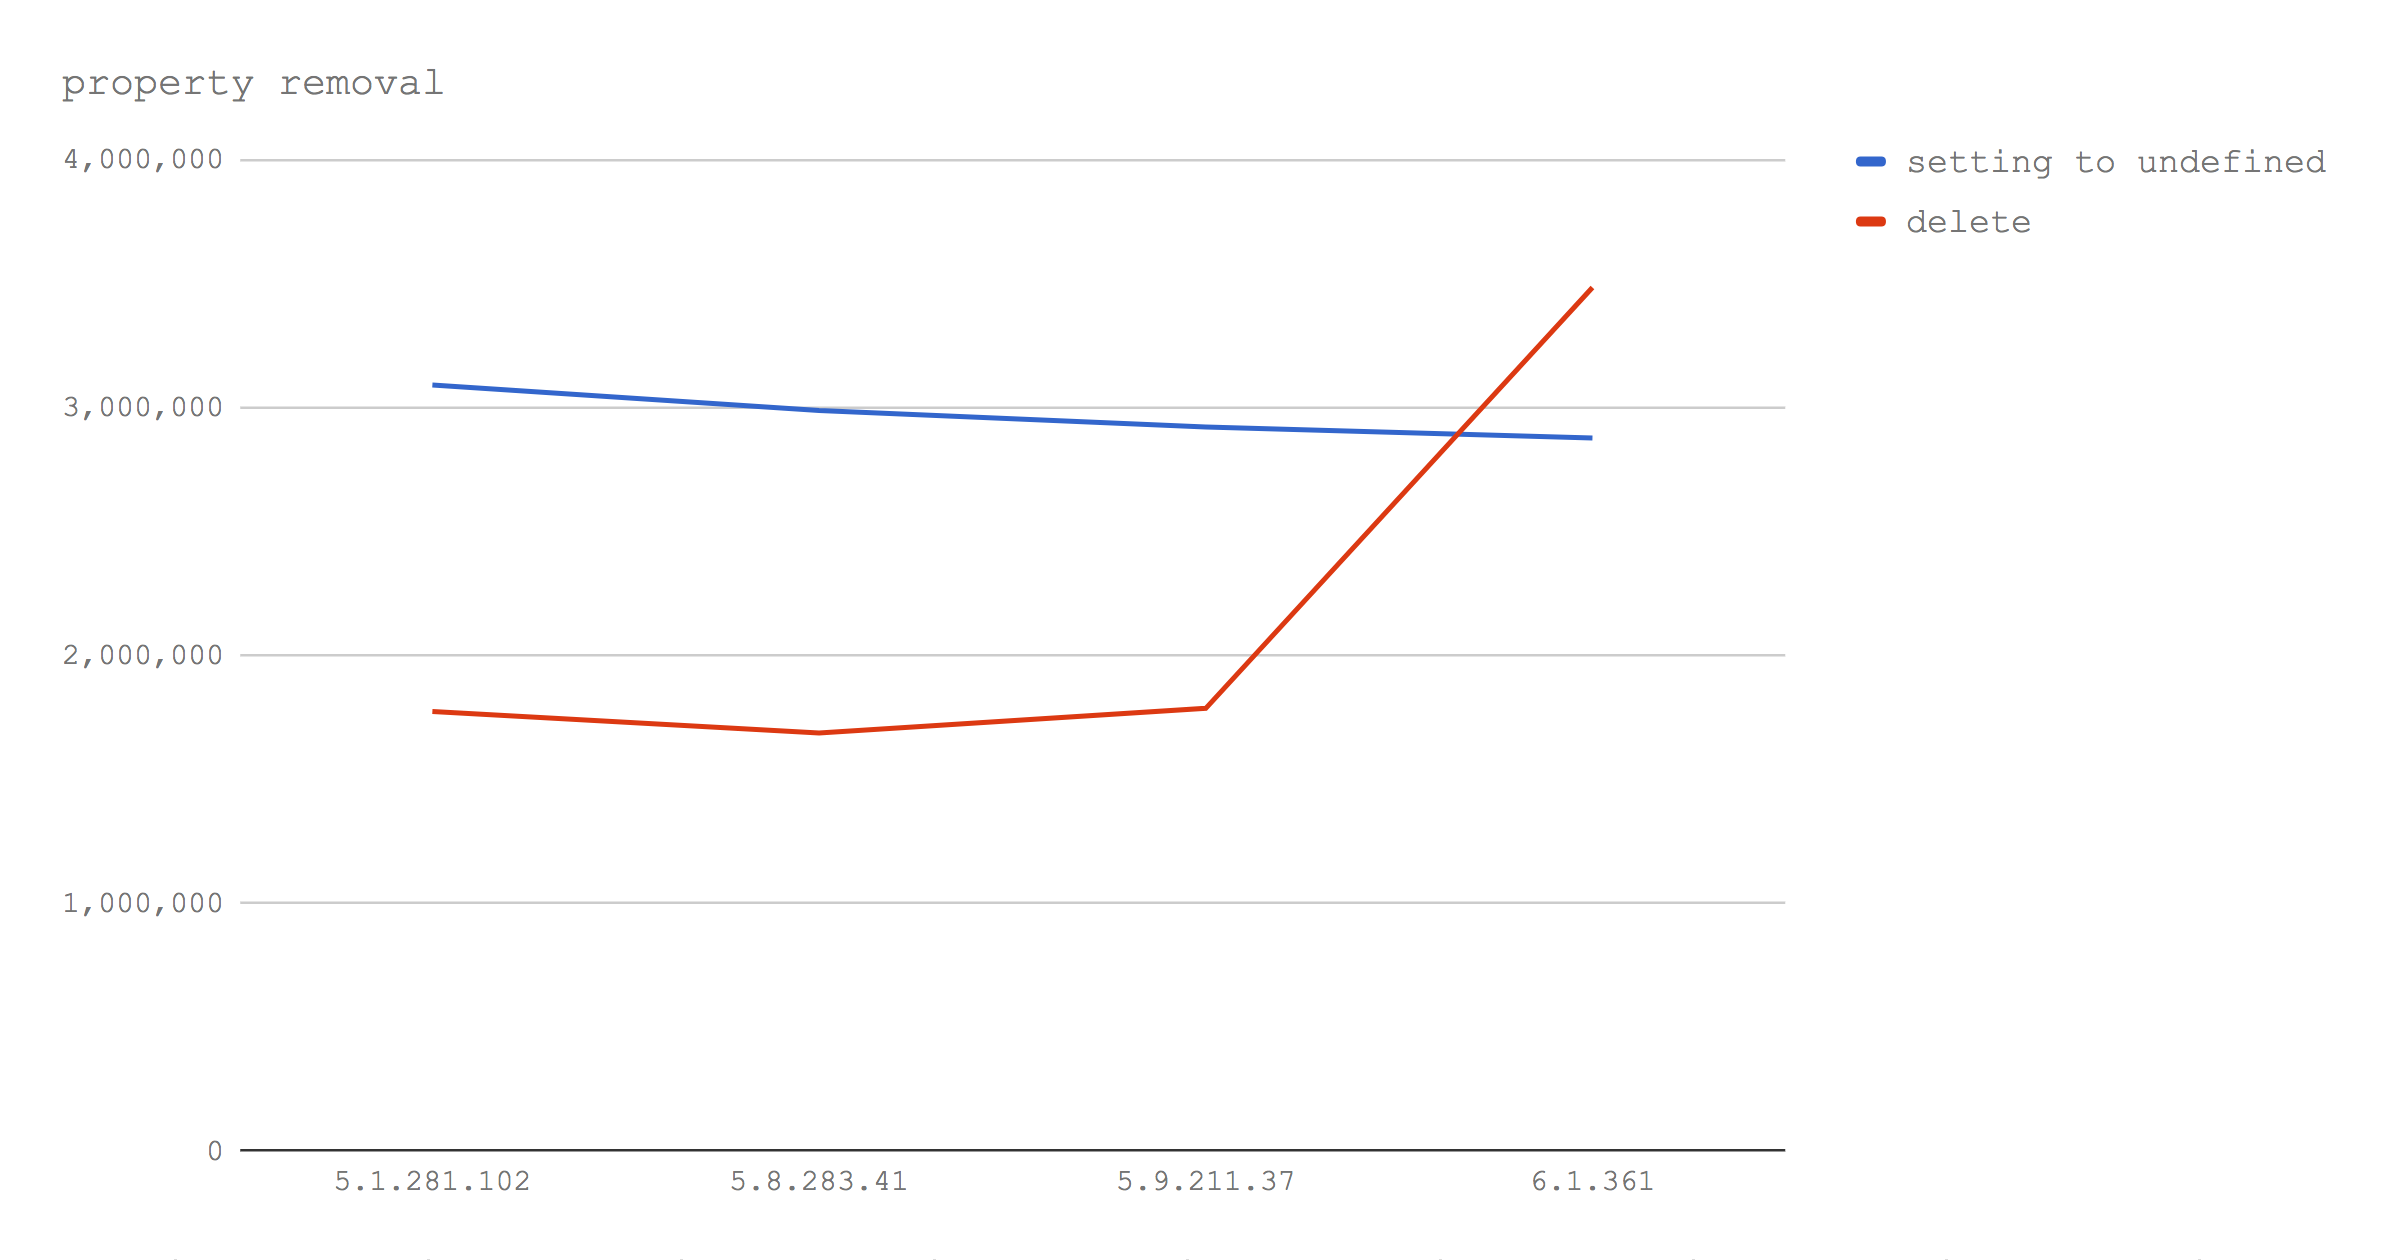 property removal
4,000,000
setting to undefined
delete
3,000,000
2,000,000
1,000,000
0
5.1.281.102 5.8.283.41 5.9.211.37 6.1.361